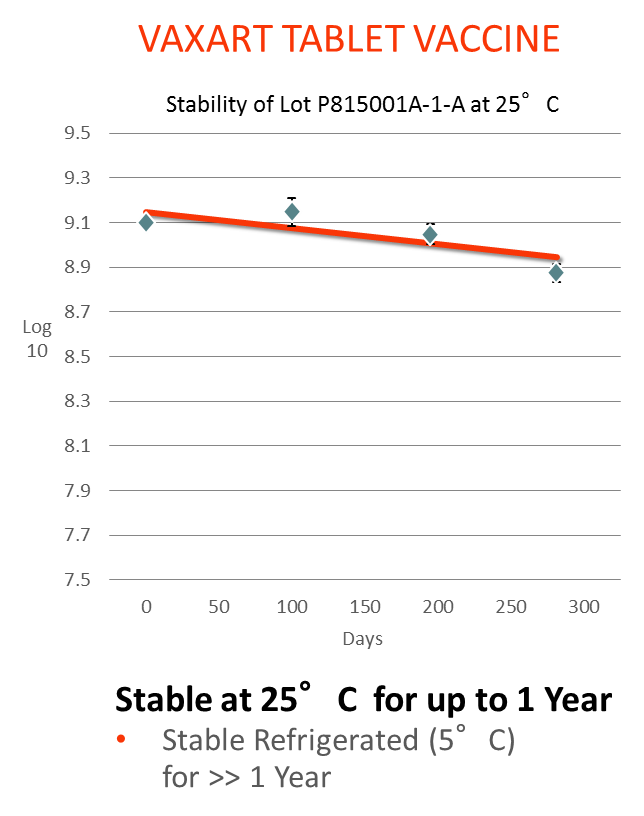 VAXART TABLET VACCINE
Stability of Lot P815001A-1-A at 25° C
9.5
9.3
9.1
8.9
8.7
8.5
8.3
8.1
7.9
7.7
7.5
Log
10
0 50 100 150 200 250 300
Days
Stable at 25° C for up to 1 Year
• Stable Refrigerated (5° C)
for >> 1 Year